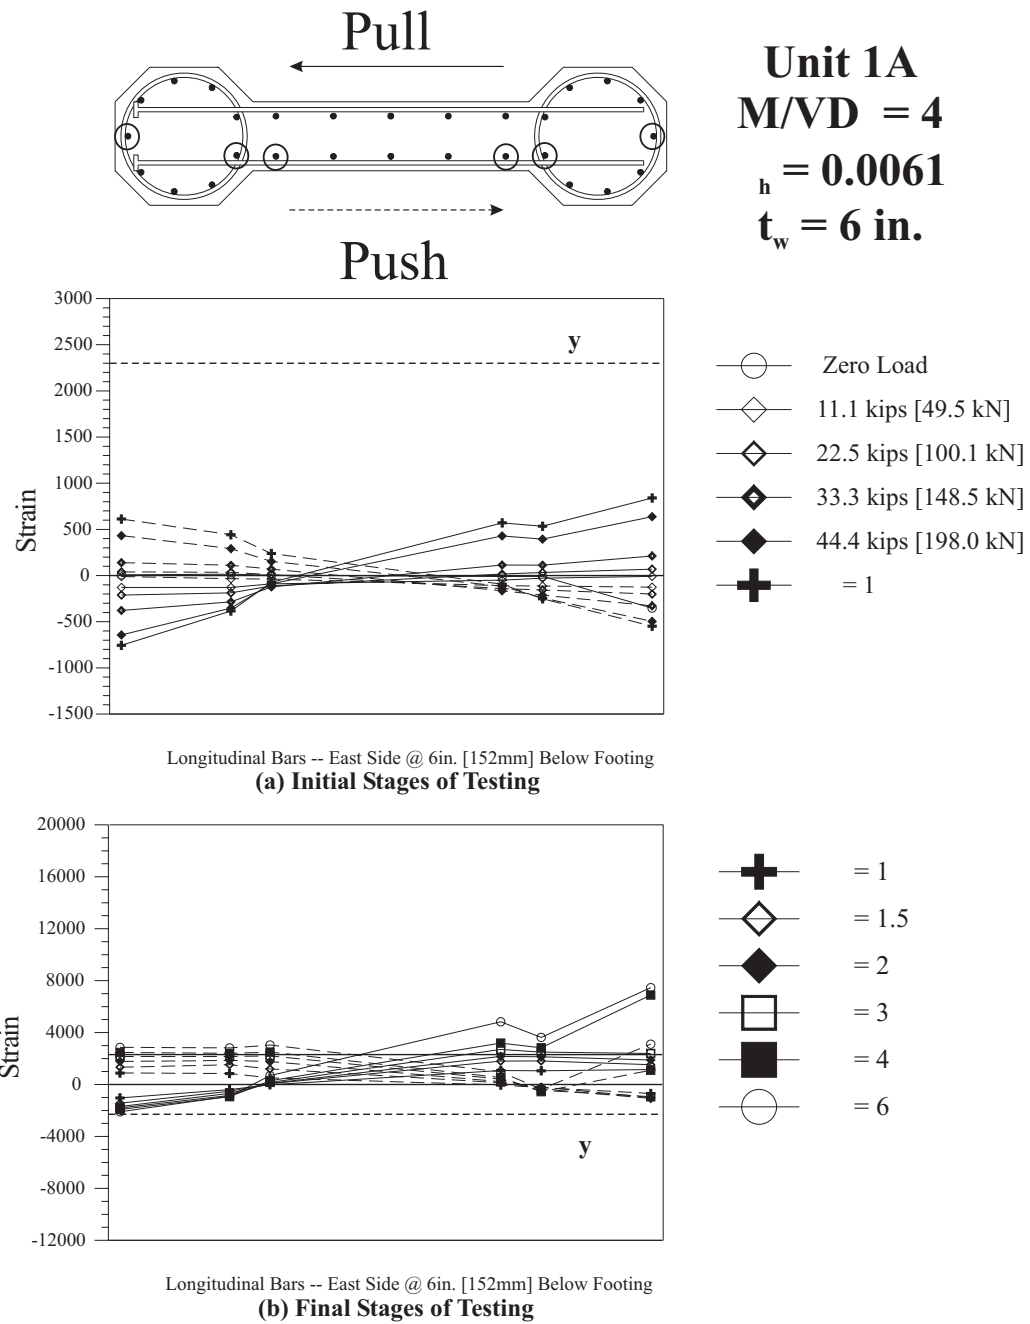 Pull
Unit 1A
M/VD = 4
h = 0.0061
tw = 6 in.
Push
3000
2500
2000
1500
1000
500
0
-500
-1000
-1500
Strain
y
Zero Load
11.1 kips [49.5 kN]
22.5 kips [100.1 kN]
33.3 kips [148.5 kN]
44.4 kips [198.0 kN]
= 1
Longitudinal Bars -- East Side @ 6in. [152mm] Below Footing
(a) Initial Stages of Testing
20000
16000
12000
8000
4000
0
-4000
-8000
-12000
Strain
y
= 1
= 1.5
= 2
= 3
= 4
= 6
Longitudinal Bars -- East Side @ 6in. [152mm] Below Footing
(b) Final Stages of Testing